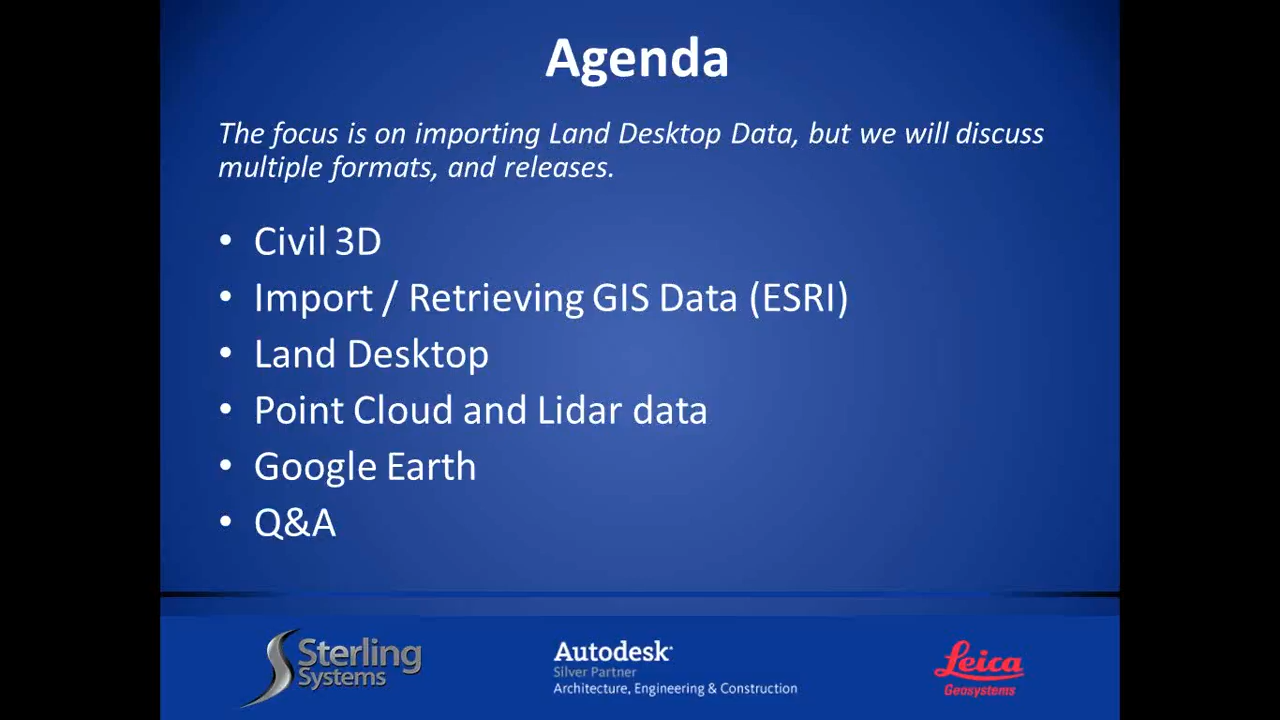 Agenda
The focus is on importing Land Desktop Data, but we will discuss
multiple formats, and releases.
• Civil 3D
• Import / Retrieving GIS Data (ESRI)
• Land Desktop
• Point Cloud and Lidar data
• Google Earth
• Q&A
Sterling
Systems
Autodesk
Silver Partner
Architecture, Engineering & Construction
Leica
Geosystems